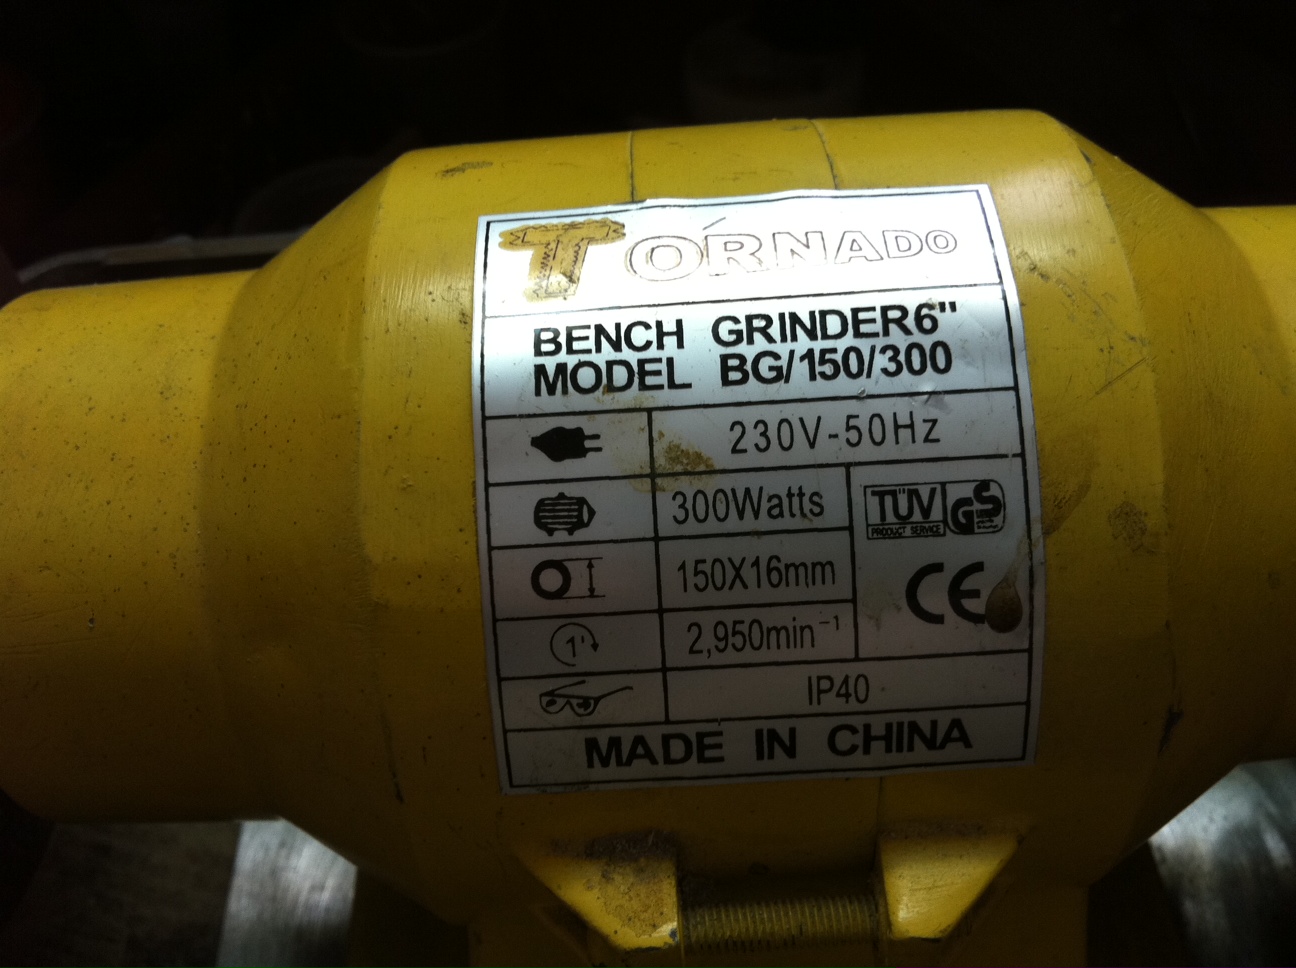 TORNADO
BENCH GRINDER6"
MODEL BG/150/300
230V-50Hz
300Watts
TÜV
PRODUCT SERVICE
GS
150X16mm
CE
1'
2,950min⁻¹
IP40
MADE IN CHINA